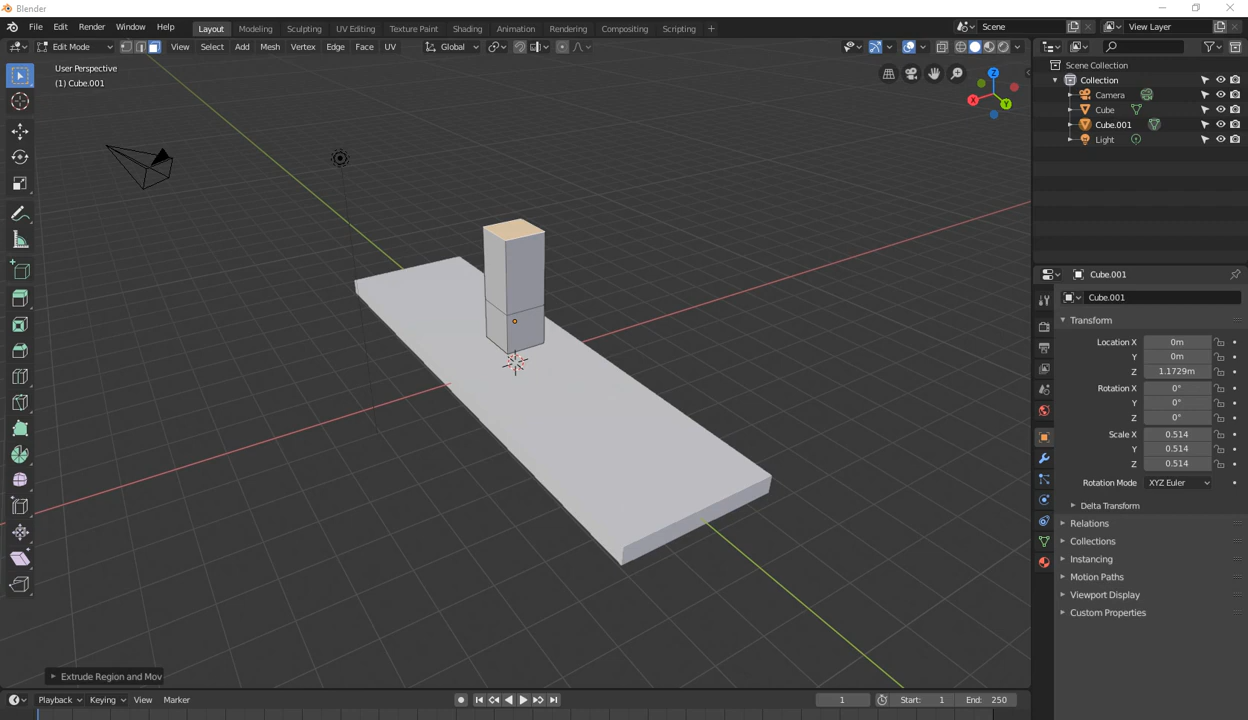 Blender
File Edit Render Window Help Layout Modeling Sculpting UV Editing Texture Paint Shading Animation Rendering Compositing Scripting + Scene View Layer
Edit Mode View Select Add Mesh Vertex Edge Face UV Global
User Perspective
(1) Cube.001
Z
X
Y
Scene Collection
Collection
Camera
Cube
Cube.001
Light
Cube.001
Cube.001
Transform
Location X 0m
Y 0m
Z 1.1729m
Rotation X 0°
Y 0°
Z 0°
Scale X 0.514
Y 0.514
Z 0.514
Rotation Mode XYZ Euler
Delta Transform
Relations
Collections
Instancing
Motion Paths
Viewport Display
Custom Properties
Extrude Region and Mov
Playback Keying View Marker 1 Start: 1 End: 250